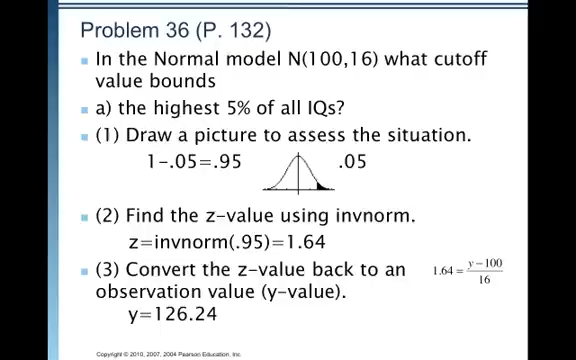 Problem 36 (P. 132)
In the Normal model N(100,16) what cutoff
value bounds
a) the highest 5% of all IQs?
(1) Draw a picture to assess the situation.
1-.05=.95 .05
(2) Find the z-value using invnorm.
z=invnorm(.95)=1.64
(3) Convert the z-value back to an
observation value (y-value).
1.64 = y-100
16
y=126.24
Copyright © 2010, 2007, 2004 Pearson Education, Inc.